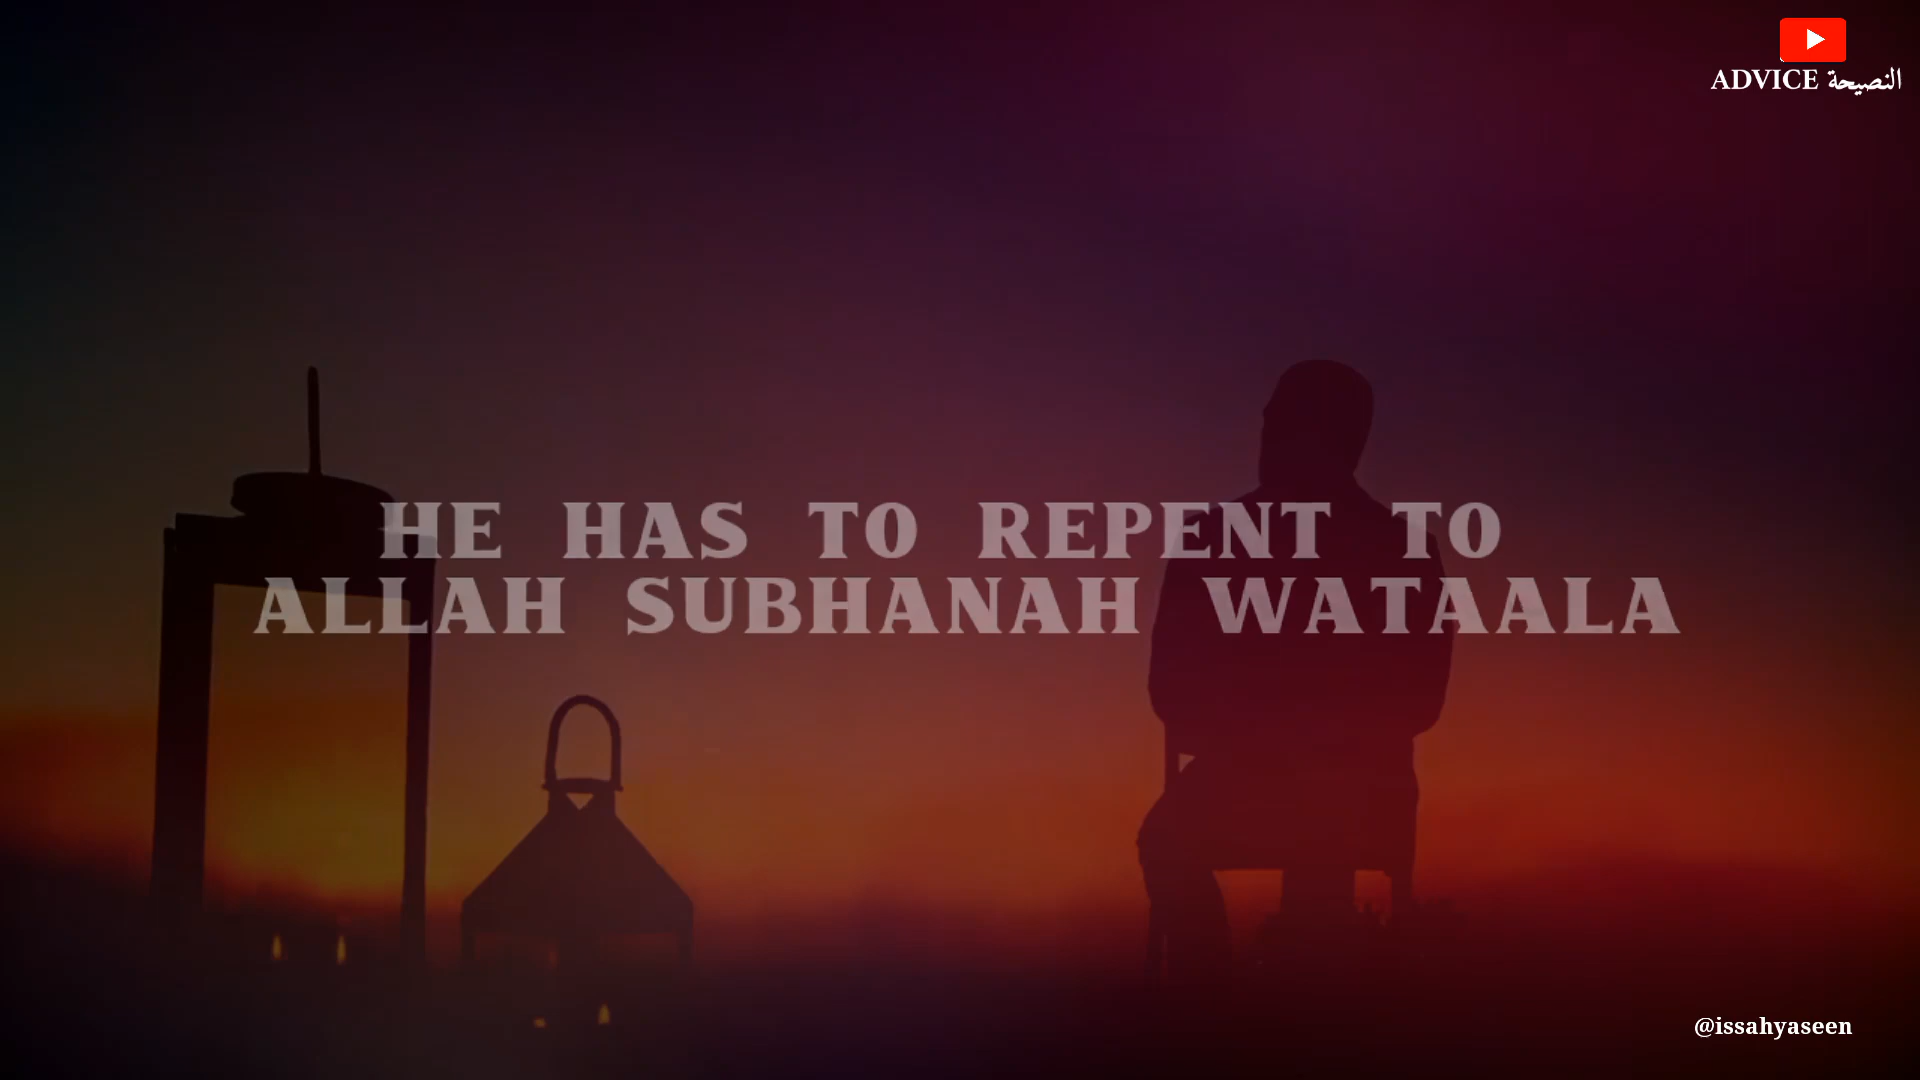 ADVICE النصيحة
HE HAS TO REPENT TO
ALLAH SUBHANAH WATAALA
@issahyaseen